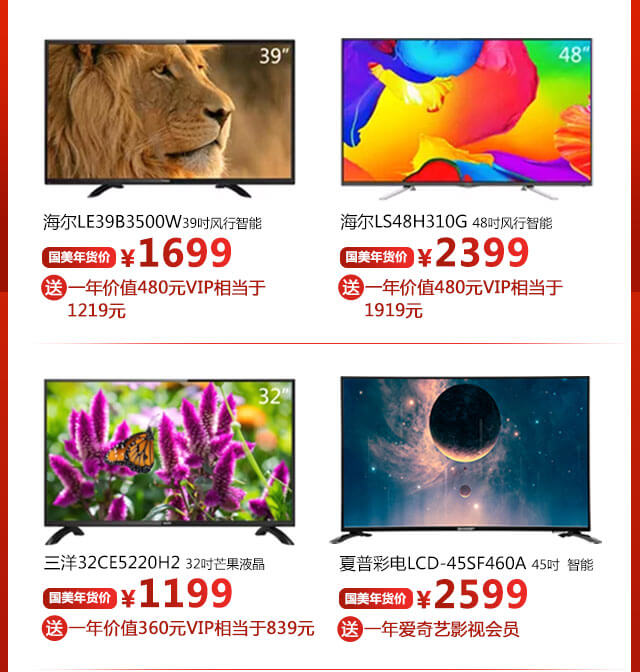 39”
48”
海尔LE39B3500W39吋风行智能
海尔LS48H310G 48吋风行智能
国美年货价 ¥1699
国美年货价 ¥2399
送 一年价值480元VIP相当于
1219元
送 一年价值480元VIP相当于
1919元
32”
三洋32CE5220H2 32吋芒果液晶
夏普彩电LCD-45SF460A 45吋 智能
国美年货价 ¥1199
国美年货价 ¥2599
送 一年价值360元VIP相当于839元
送 一年爱奇艺影视会员